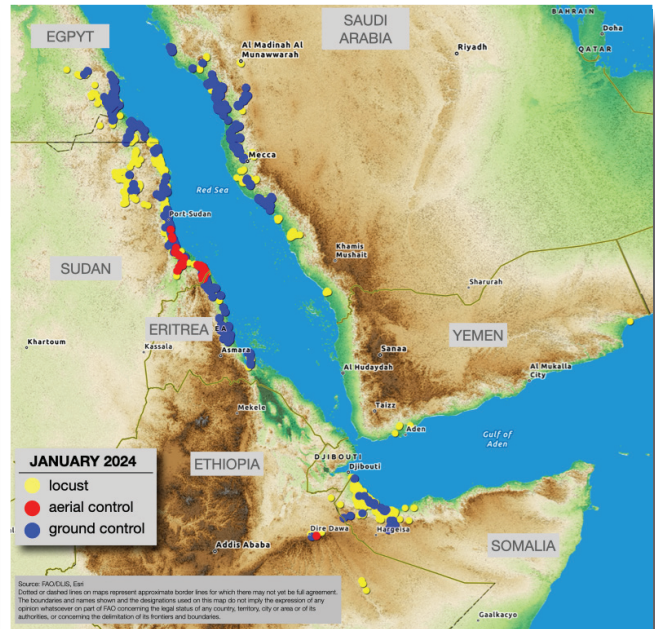 BAHRAIN
Doha
QATAR
SAUDI
ARABIA
EGPYT
Al Madinah Al
Munawwarah
Riyadh
Mecca
Red Sea
Port Sudan
Khamis
Mushait
SUDAN
Sharurah
ERITREA
EA
YEMEN
Khartoum
Kassala
Asmara
Sanaa
Al Hudaydah
Al Mukalla
City
Mekele
Taizz
Aden
Gulf of
Aden
JANUARY 2024
locust
aerial control
ground control
ETHIOPIA
DJIBOUTI
Djibouti
Dire Dawa
Hargeisa
Addis Ababa
SOMALIA
Gaalkacyo
Source: FAO/DLIS, Esri
Dotted or dashed lines on maps represent approximate border lines for which there may not yet be full agreement.
The boundaries and names shown and the designations used on this map do not imply the expression of any
opinion whatsoever on part of FAO concerning the legal status of any country, territory, city or area or of its
authorities, or concerning the delimitation of its frontiers and boundaries.